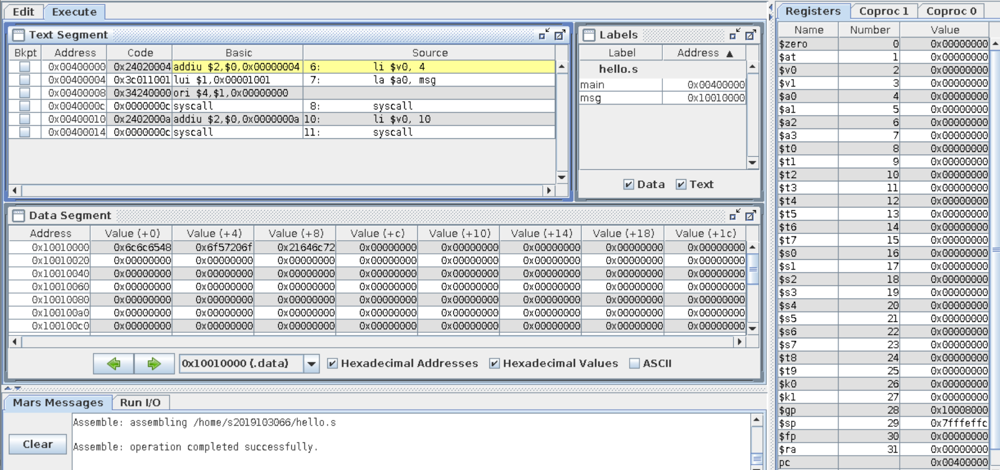 Edit Execute
Text Segment
Bkpt Address Code Basic Source
0x00400000 0x24020004 addiu $2,$0,0x00000004 6: li $v0, 4
0x00400004 0x3c011001 lui $1,0x00001001 7: la $a0, msg
0x00400008 0x34240000 ori $4,$1,0x00000000
0x0040000c 0x0000000c syscall 8: syscall
0x00400010 0x2402000a addiu $2,$0,0x0000000a 10: li $v0, 10
0x00400014 0x0000000c syscall 11: syscall
Labels
Label Address ▲
hello.s
main 0x00400000
msg 0x10010000
Data Text
Data Segment
Address Value (+0) Value (+4) Value (+8) Value (+c) Value (+10) Value (+14) Value (+18) Value (+1c)
0x10010000 0x6c6c6548 0x6f57206f 0x21646c72 0x00000000 0x00000000 0x00000000 0x00000000 0x00000000
0x10010020 0x00000000 0x00000000 0x00000000 0x00000000 0x00000000 0x00000000 0x00000000 0x00000000
0x10010040 0x00000000 0x00000000 0x00000000 0x00000000 0x00000000 0x00000000 0x00000000 0x00000000
0x10010060 0x00000000 0x00000000 0x00000000 0x00000000 0x00000000 0x00000000 0x00000000 0x00000000
0x10010080 0x00000000 0x00000000 0x00000000 0x00000000 0x00000000 0x00000000 0x00000000 0x00000000
0x100100a0 0x00000000 0x00000000 0x00000000 0x00000000 0x00000000 0x00000000 0x00000000 0x00000000
0x100100c0 0x00000000 0x00000000 0x00000000 0x00000000 0x00000000 0x00000000 0x00000000 0x00000000
0x10010000 (.data) Hexadecimal Addresses Hexadecimal Values ASCII
Mars Messages Run I/O
Clear
Assemble: assembling /home/s2019103066/hello.s
Assemble: operation completed successfully.
Registers Coproc 1 Coproc 0
Name Number Value
$zero 0 0x00000000
$at 1 0x00000000
$v0 2 0x00000000
$v1 3 0x00000000
$a0 4 0x00000000
$a1 5 0x00000000
$a2 6 0x00000000
$a3 7 0x00000000
$t0 8 0x00000000
$t1 9 0x00000000
$t2 10 0x00000000
$t3 11 0x00000000
$t4 12 0x00000000
$t5 13 0x00000000
$t6 14 0x00000000
$t7 15 0x00000000
$s0 16 0x00000000
$s1 17 0x00000000
$s2 18 0x00000000
$s3 19 0x00000000
$s4 20 0x00000000
$s5 21 0x00000000
$s6 22 0x00000000
$s7 23 0x00000000
$t8 24 0x00000000
$t9 25 0x00000000
$k0 26 0x00000000
$k1 27 0x00000000
$gp 28 0x10008000
$sp 29 0x7fffeffc
$fp 30 0x00000000
$ra 31 0x00000000
pc 0x00400000